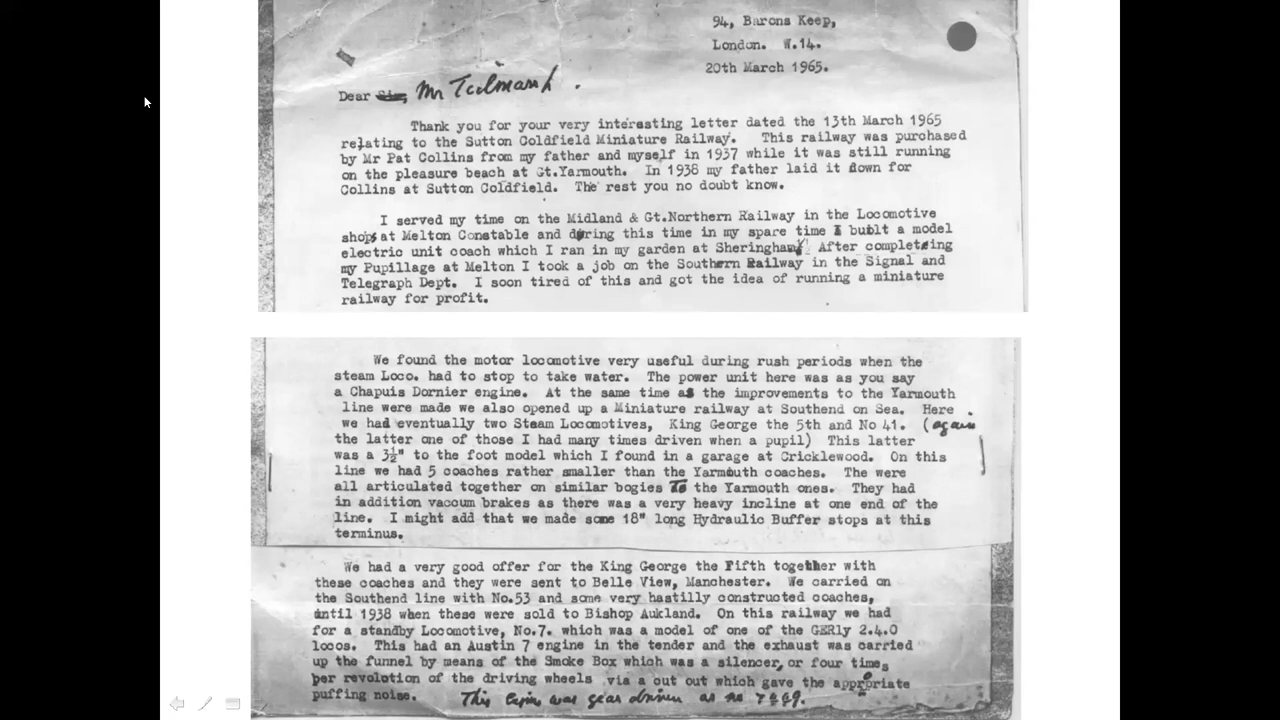 94, Barons Keep,
London. W.14.
20th March 1965.
Dear Sir, Mr
Thank you for your very interesting letter dated the 13th March 1965
relating to the Sutton Coldfield Miniature Railway. This railway was purchased
by Mr Pat Collins from my father and myself in 1937 while it was still running
on the pleasure beach at Gt.Yarmouth. In 1938 my father laid it down for
Collins at Sutton Coldfield. The rest you no doubt know.
I served my time on the Midland & Gt.Northern Railway in the Locomotive
shops at Melton Constable and during this time in my spare time I built a model
electric unit coach which I ran in my garden at Sheringham. After completeing
my Pupillage at Melton I took a job on the Southern Railway in the Signal and
Telegraph Dept. I soon tired of this and got the idea of running a miniature
railway for profit.
We found the motor locomotive very useful during rush periods when the
steam Loco. had to stop to take water. The power unit here was as you say
a Chapuis Dornier engine. At the same time as the improvements to the Yarmouth
line were made we also opened up a Miniature railway at Southend on Sea. Here
we had eventually two Steam Locomotives, King George the 5th and No 41. (again
the latter one of those I had many times driven when a pupil) This latter
was a 3½" to the foot model which I found in a garage at Cricklewood. On this
line we had 5 coaches rather smaller than the Yarmouth coaches. The were
all articulated together on similar bogies To the Yarmouth ones. They had
in addition vaccum brakes as there was a very heavy incline at one end of the
line. I might add that we made some 18" long Hydraulic Buffer stops at this
terminus.
We had a very good offer for the King George the Fifth together with
these coaches and they were sent to Belle View, Manchester. We carried on
the Southend line with No.53 and some very hastilly constructed coaches,
until 1938 when these were sold to Bishop Aukland. On this railway we had
for a standby Locomotive, No.7. which was a model of one of the GERly 2.4.0
locos. This had an Austin 7 engine in the tender and the exhaust was carried
up the funnel by means of the Smoke Box which was a silencer, or four times
per revolution of the driving wheels via a cut out which gave the appropriate
puffing noise. This Engine was gear driven as no